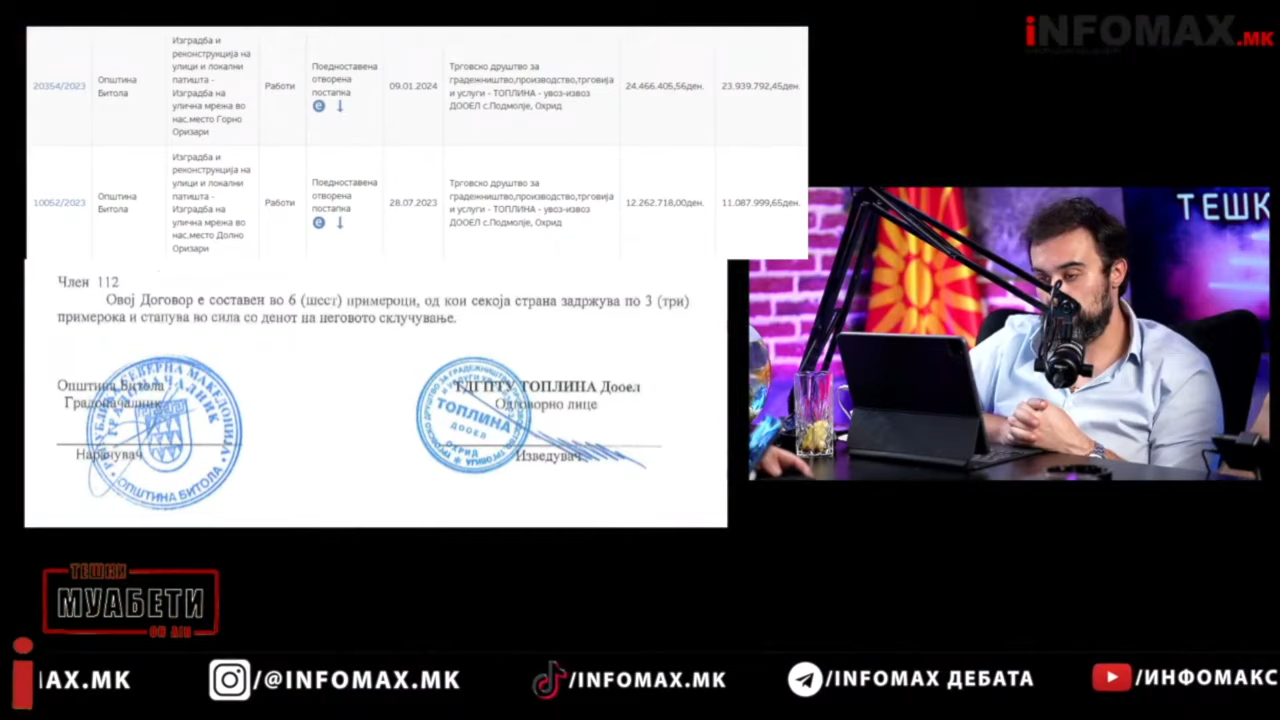 iNFOMAX.MK
Изградба и
реконструкција на
улици и локални
патишта -
Изградба на
улична мрежа во
нас.место Горно
Оризари
20354/2023
Општина
Битола
Работи
Поедноставена
отворена
постапка
09.01.2024
Трговско друштво за
градежништво,производство,трговија
и услуги - ТОПЛИНА - увоз-извоз
ДООЕЛ с.Подмолје, Охрид
24.466.405,56ден.
23.939.792,45ден.
Изградба и
реконструкција на
улици и локални
патишта -
Изградба на
улична мрежа во
нас.место Долно
Оризари
10052/2023
Општина
Битола
Работи
Поедноставена
отворена
постапка
28.07.2023
Трговско друштво за
градежништво,производство,трговија
и услуги - ТОПЛИНА - увоз-извоз
ДООЕЛ с.Подмолје, Охрид
12.262.718,00ден.
11.087.999,65ден.
Член 112
Овој Договор е составен во 6 (шест) примероци, од кои секоја страна задржува по 3 (три)
примерока и стапува во сила со денот на неговото склучување.
Општина Битола
Градоначалник
Нарачувач
ОПШТИНА БИТОЛА
ТДГПТУ ТОПЛИНА Дооел
Одговорно лице
Изведувач
ТОПЛИНА
ДООЕЛ
ОХРИД
ТЕШК
ТЕШКИ
МУАБЕТИ
ON AIR
AX.MK
/@INFOMAX.MK
/INFOMAX.MK
/INFOMAX ДЕБАТА
/ИНФОМАКС